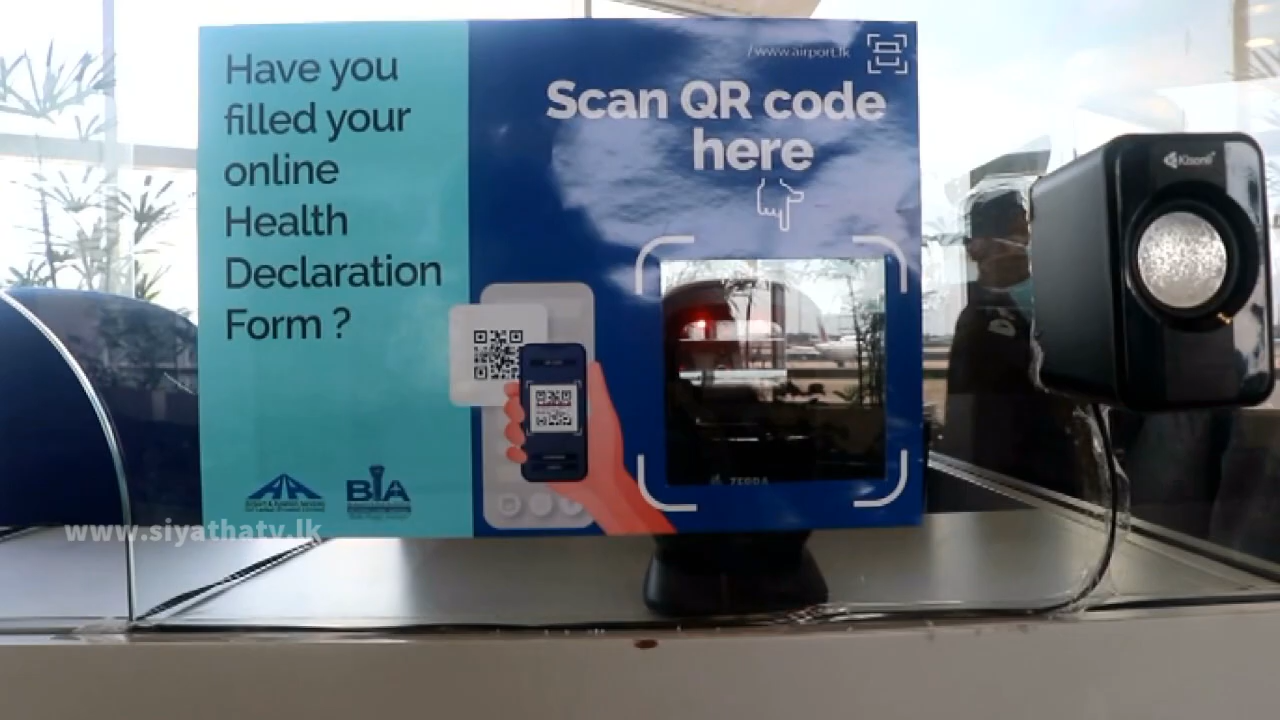 Have you
filled your
online
Health
Declaration
Form ?
/www.airport.lk
Scan QR code
here
BIA
ZEBRA
Kisonli
www.siyathatv.lk